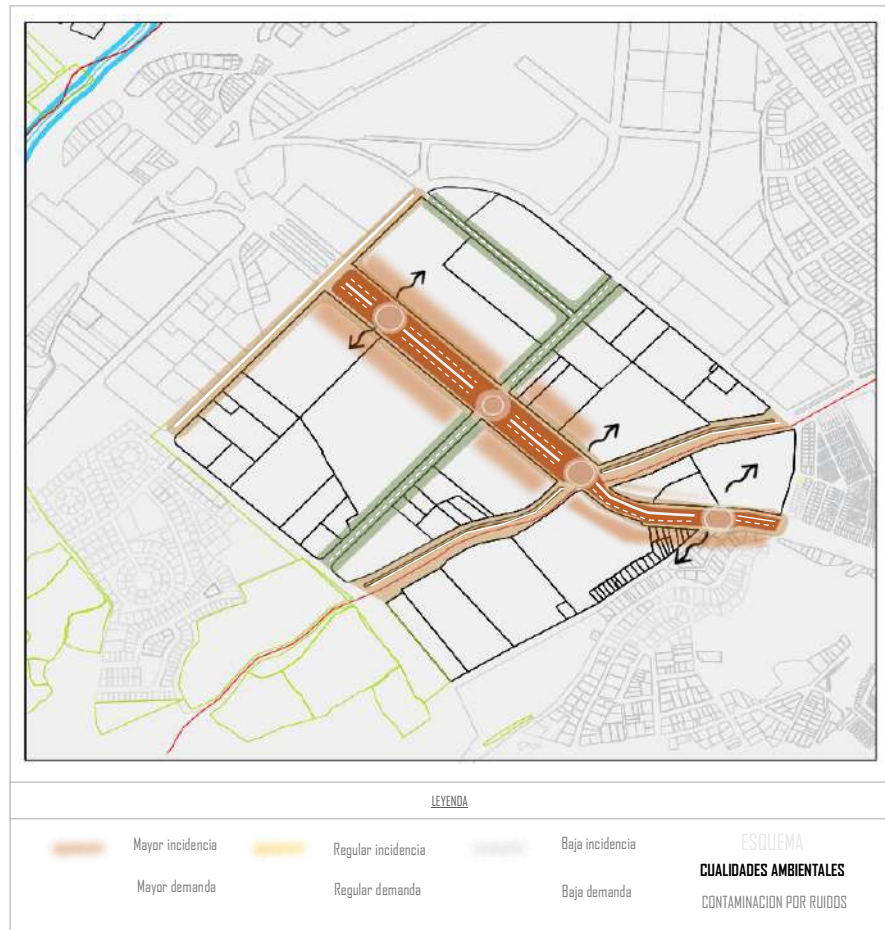 LEYENDA
Mayor incidencia
Mayor demanda
Regular incidencia
Regular demanda
Baja incidencia
Baja demanda
ESQUEMA
CUALIDADES AMBIENTALES
CONTAMINACION POR RUIDOS